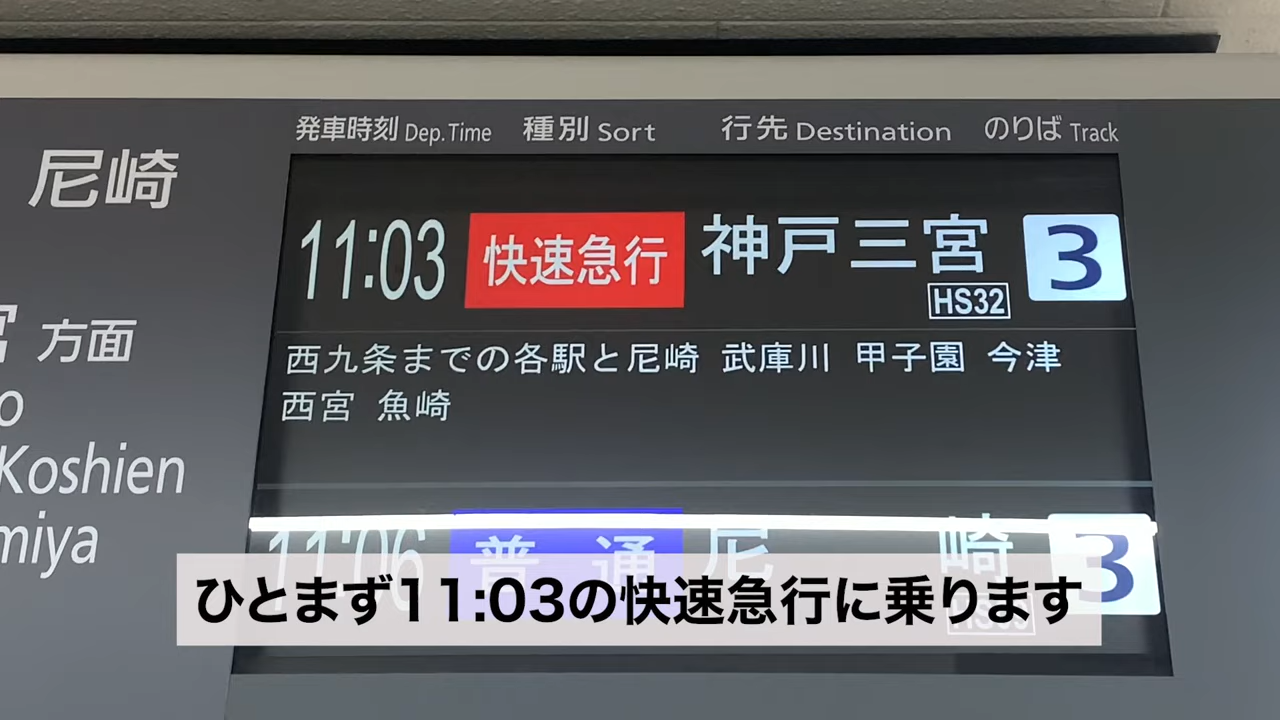 発車時刻 Dep. Time 種別 Sort 行先 Destination のりば Track
尼崎
11:03 快速急行 神戸三宮 3
HS32
方面
西九条までの各駅と尼崎 武庫川 甲子園 今津
西宮 魚崎
Koshien
11:06 普通 尼崎 3
ひとまず11:03の快速急行に乗ります